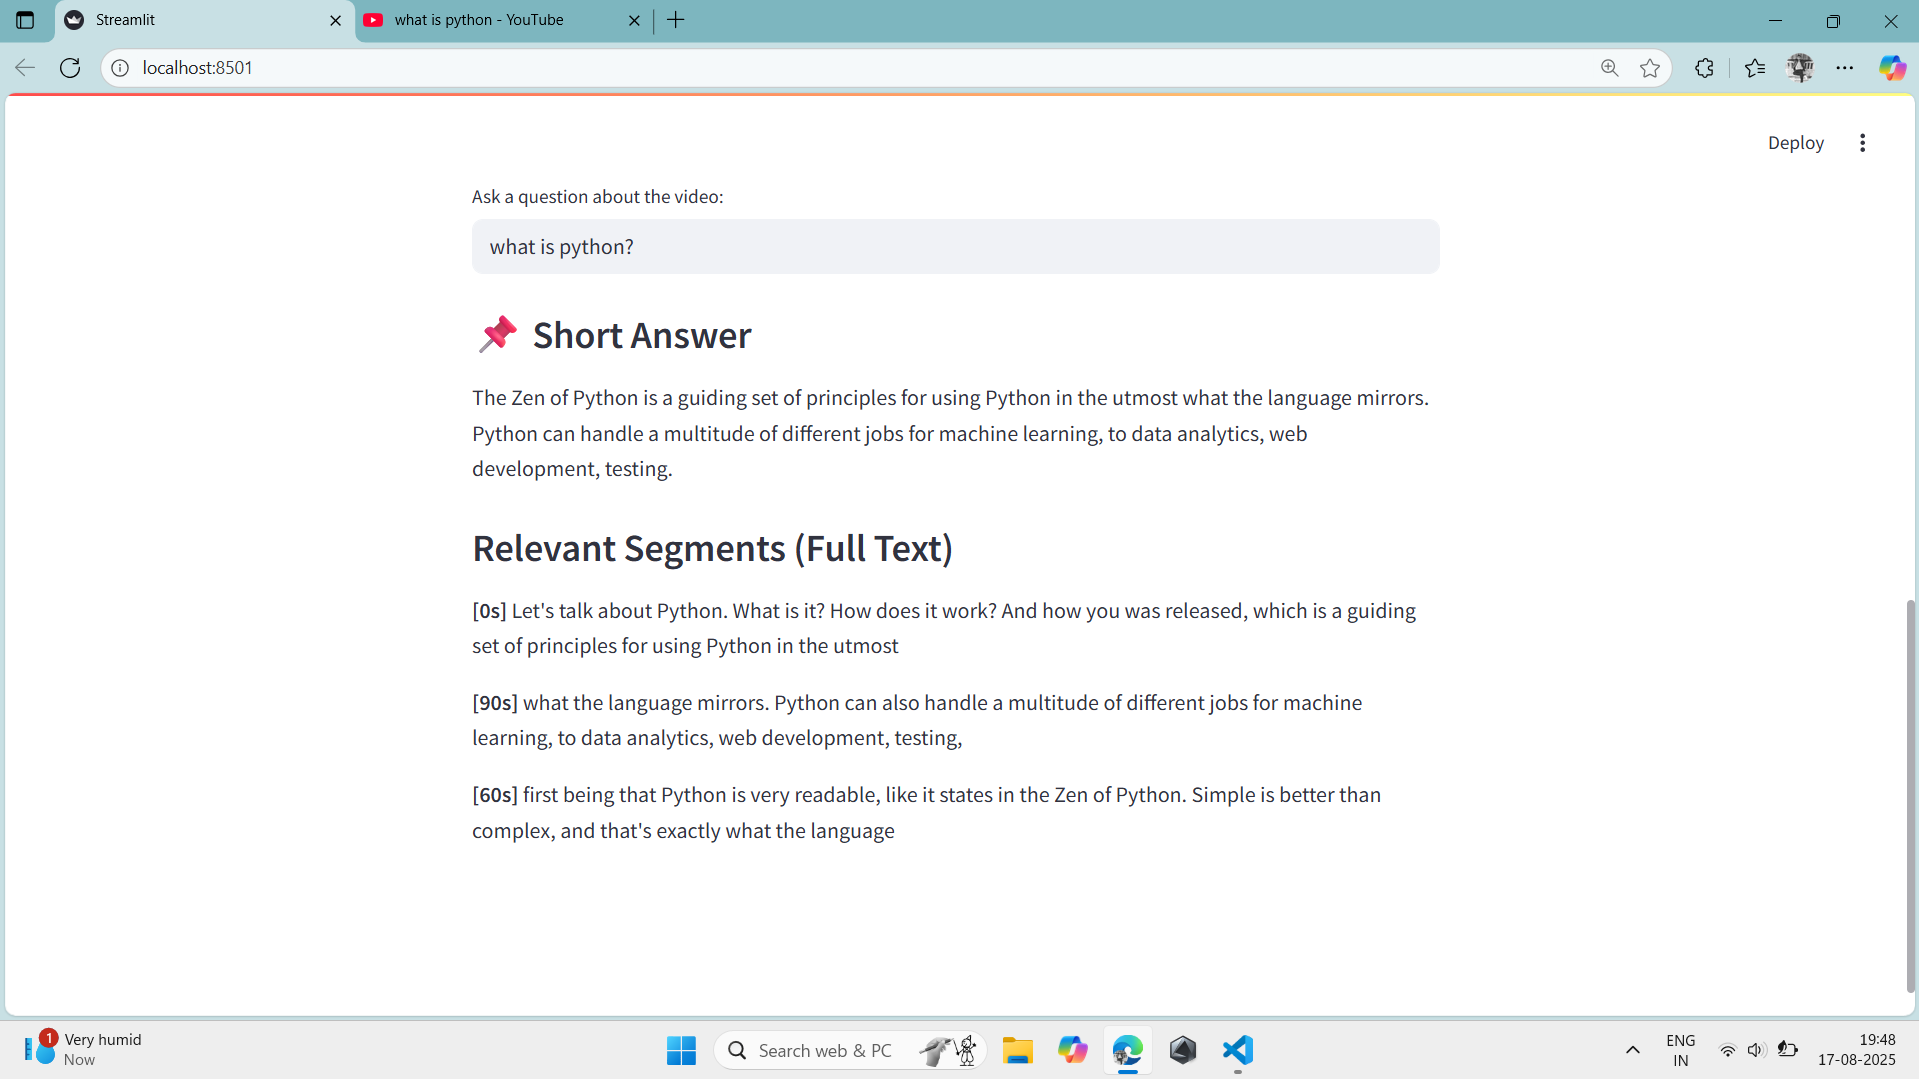 Streamlit
what is python - YouTube
localhost:8501
Deploy
Ask a question about the video:
what is python?
Short Answer
The Zen of Python is a guiding set of principles for using Python in the utmost what the language mirrors.
Python can handle a multitude of different jobs for machine learning, to data analytics, web
development, testing.
Relevant Segments (Full Text)
[0s] Let's talk about Python. What is it? How does it work? And how you was released, which is a guiding
set of principles for using Python in the utmost
[90s] what the language mirrors. Python can also handle a multitude of different jobs for machine
learning, to data analytics, web development, testing,
[60s] first being that Python is very readable, like it states in the Zen of Python. Simple is better than
complex, and that's exactly what the language
1
Very humid
Now
Search web & PC
ENG
IN
19:48
17-08-2025